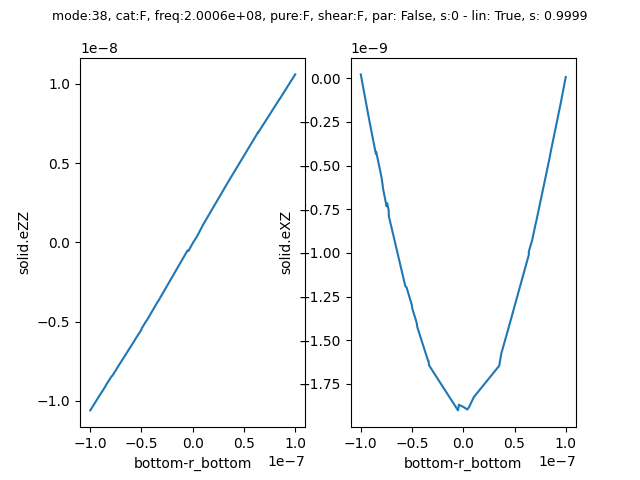 mode:38, cat:F, freq:2.0006e+08, pure:F, shear:F, par: False, s:0 - lin: True, s: 0.9999
1e−8
1.0
0.5
0.0
−0.5
−1.0
solid.eZZ
−1.0 −0.5 0.0 0.5 1.0
1e−7
bottom-r_bottom
1e−9
0.00
−0.25
−0.50
−0.75
−1.00
−1.25
−1.50
−1.75
solid.eXZ
−1.0 −0.5 0.0 0.5 1.0
1e−7
bottom-r_bottom